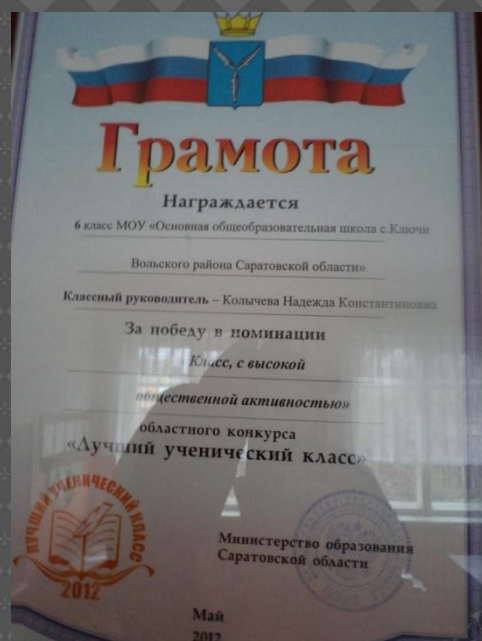 Грамота
Награждается
6 класс МОУ «Основная общеобразовательная школа с.Ключи
Вольского района Саратовской области»
Классный руководитель – Колычева Надежда Константиновна
За победу в номинации
Класс, с высокой
общественной активностью»
областного конкурса
«Лучший ученический класс»
ЛУЧШИЙ УЧЕНИЧЕСКИЙ КЛАСС
2012
Министерство образования
Саратовской области
Май
2012